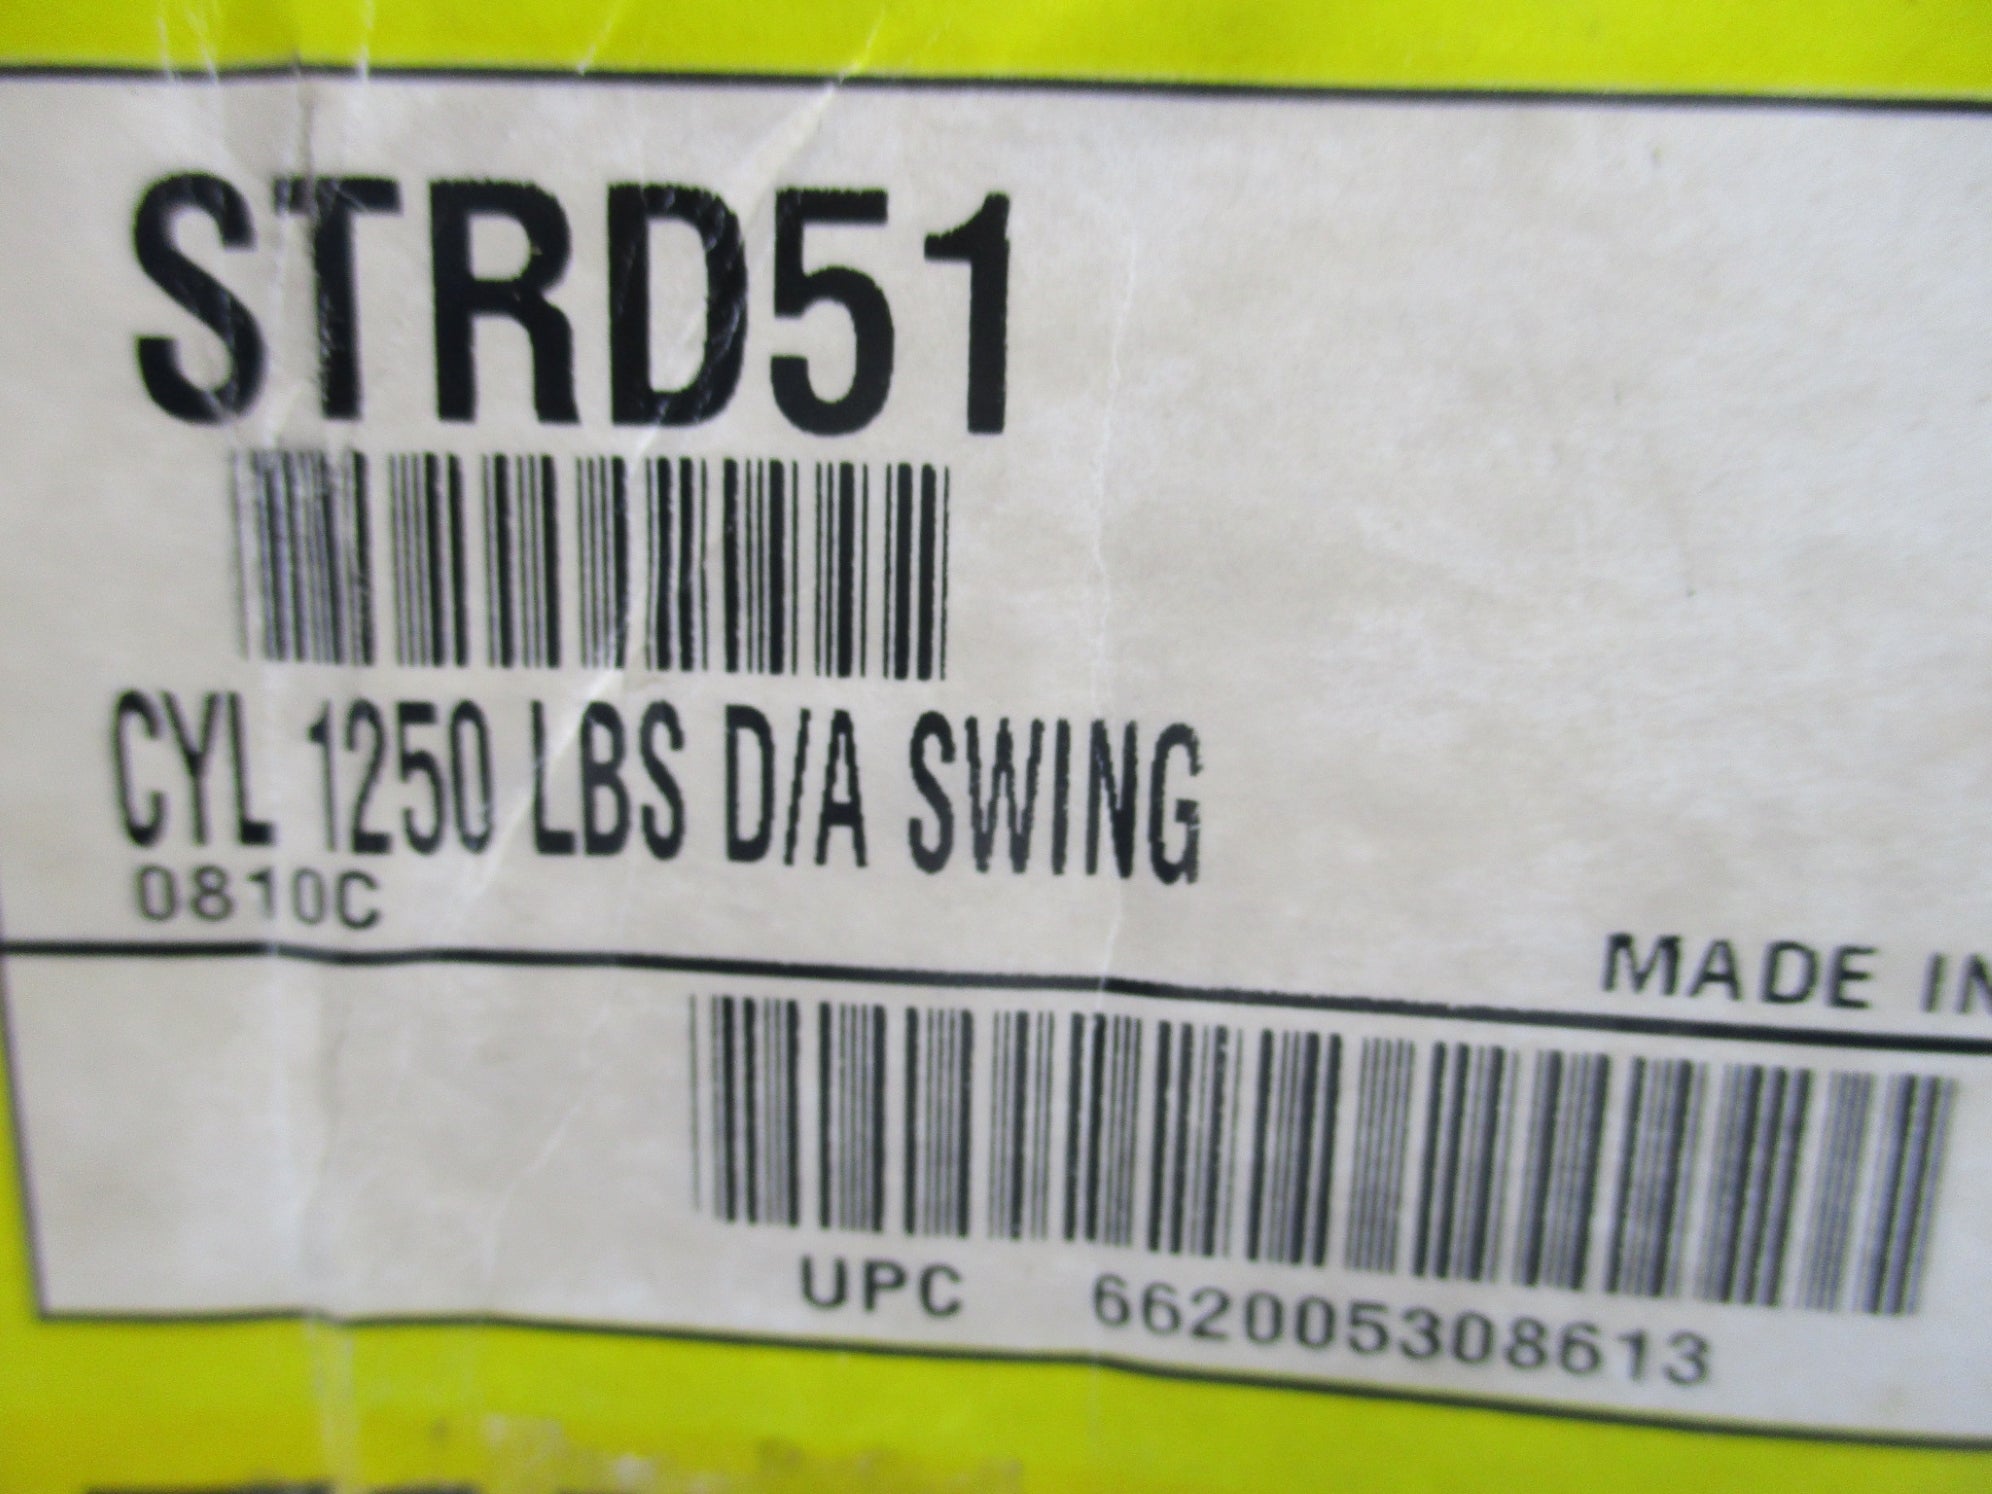 STRD51
CYL 1250 LBS D/A SWING
0810C
MADE IN
UPC 662005308613